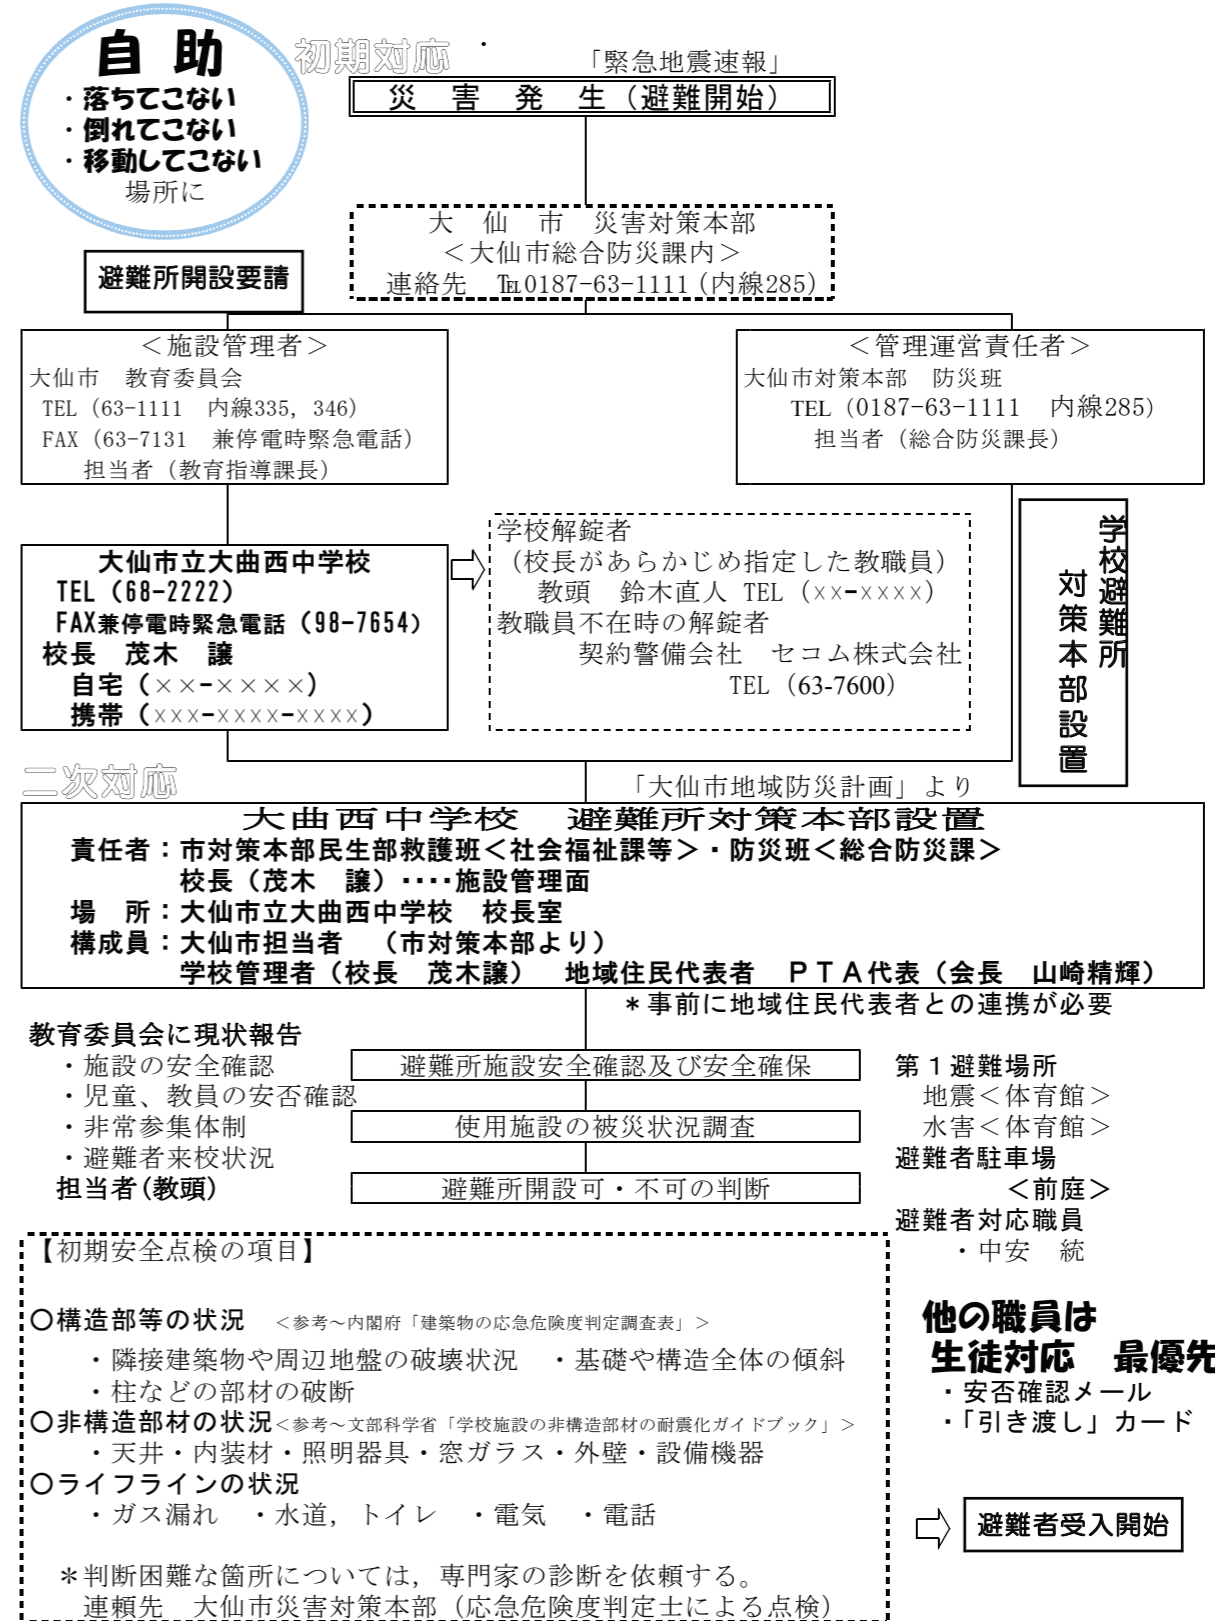 自 助
・落ちてこない
・倒れてこない
・移動してこない
場所に
初期対応
「緊急地震速報」
災 害 発 生（避難開始）
大 仙 市 災害対策本部
＜大仙市総合防災課内＞
連絡先 ℡0187-63-1111（内線285）
避難所開設要請
＜施設管理者＞
大仙市 教育委員会
TEL（63-1111 内線335，346）
FAX（63-7131 兼停電時緊急電話）
担当者（教育指導課長）
＜管理運営責任者＞
大仙市対策本部 防災班
TEL（0187-63-1111 内線285）
担当者（総合防災課長）
大仙市立大曲西中学校
TEL（68-2222）
FAX兼停電時緊急電話（98-7654）
校長 茂木 譲
自宅（××-××××）
携帯（×××-××××-××××）
学校解錠者
（校長があらかじめ指定した教職員）
教頭 鈴木直人 TEL（××-××××）
教職員不在時の解錠者
契約警備会社 セコム株式会社
TEL（63-7600）
学校避難所
対策本部設置
二次対応
「大仙市地域防災計画」より
大曲西中学校 避難所対策本部設置
責任者：市対策本部民生部救護班＜社会福祉課等＞・防災班＜総合防災課＞
校長（茂木 譲）‥‥施設管理面
場 所：大仙市立大曲西中学校 校長室
構成員：大仙市担当者 （市対策本部より）
学校管理者（校長 茂木譲） 地域住民代表者 ＰＴＡ代表（会長 山崎精輝）
＊事前に地域住民代表者との連携が必要
教育委員会に現状報告
・施設の安全確認
・児童、教員の安否確認
・非常参集体制
・避難者来校状況
担当者(教頭)
避難所施設安全確認及び安全確保
使用施設の被災状況調査
避難所開設可・不可の判断
第１避難場所
地震＜体育館＞
水害＜体育館＞
避難者駐車場
＜前庭＞
避難者対応職員
・中安 統
【初期安全点検の項目】
〇構造部等の状況 ＜参考～内閣府「建築物の応急危険度判定調査表」＞
・隣接建築物や周辺地盤の破壊状況 ・基礎や構造全体の傾斜
・柱などの部材の破断
〇非構造部材の状況＜参考～文部科学省「学校施設の非構造部材の耐震化ガイドブック」＞
・天井・内装材・照明器具・窓ガラス・外壁・設備機器
〇ライフラインの状況
・ガス漏れ ・水道，トイレ ・電気 ・電話
＊判断困難な箇所については，専門家の診断を依頼する。
連頼先 大仙市災害対策本部（応急危険度判定士による点検）
他の職員は
生徒対応 最優先
・安否確認メール
・「引き渡し」カード
避難者受入開始